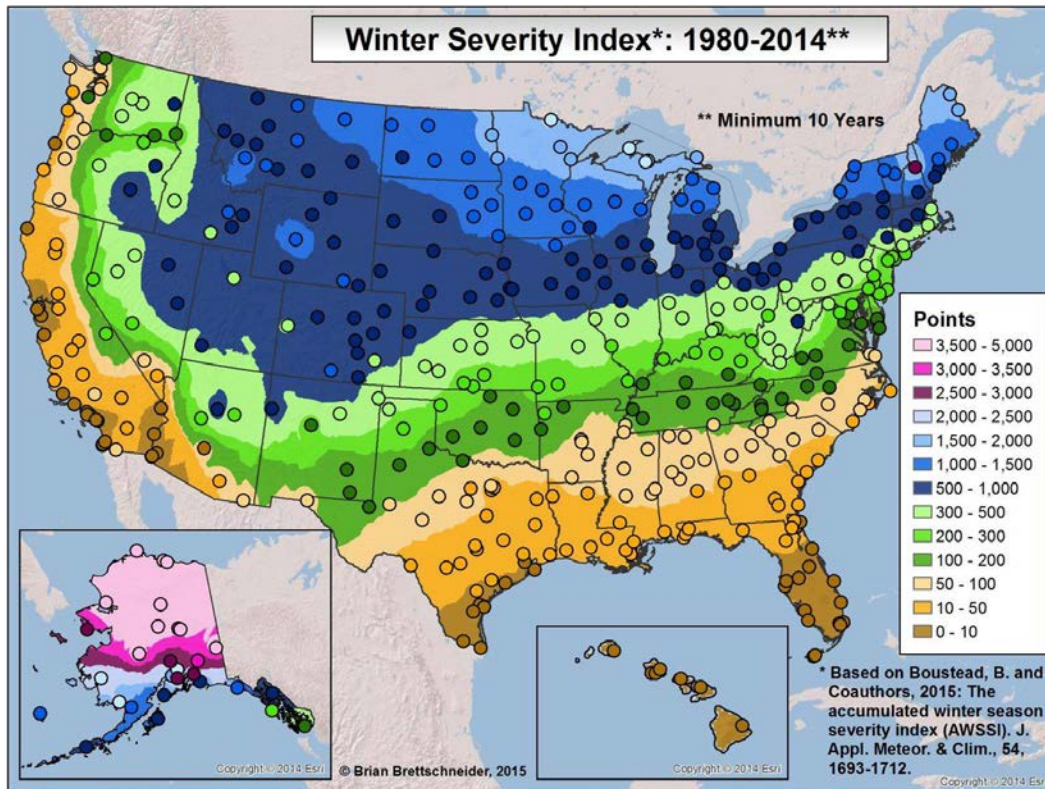 Winter Severity Index*: 1980-2014**
** Minimum 10 Years
Points
3,500 - 5,000
3,000 - 3,500
2,500 - 3,000
2,000 - 2,500
1,500 - 2,000
1,000 - 1,500
500 - 1,000
300 - 500
200 - 300
100 - 200
50 - 100
10 - 50
0 - 10
* Based on Boustead, B. and
Coauthors, 2015: The
accumulated winter season
severity index (AWSSI). J.
Appl. Meteor. & Clim., 54,
1693-1712.
Copyright © 2014 Esri
© Brian Brettschneider, 2015
Copyright © 2014 Esri
Copyright © 2014 Esri